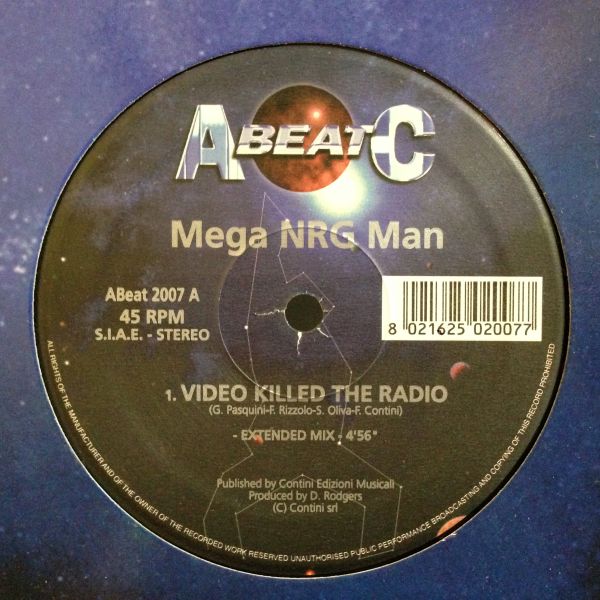 A BEAT C
Mega NRG Man
ABeat 2007 A
45 RPM
S.I.A.E. - STEREO
8 021625 020077
1. VIDEO KILLED THE RADIO
(G. Pasquini-F. Rizzolo-S. Oliva-F. Contini)
- EXTENDED MIX - 4'56"
Published by Contini Edizioni Musicali
Produced by D. Rodgers
(C) Contini srl
ALL RIGHTS OF THE MANUFACTURER AND OF THE OWNER OF THE RECORDED WORK RESERVED UNAUTHORISED PUBLIC PERFORMANCE BROADCASTING AND COPYING OF THIS RECORD PROHIBITED